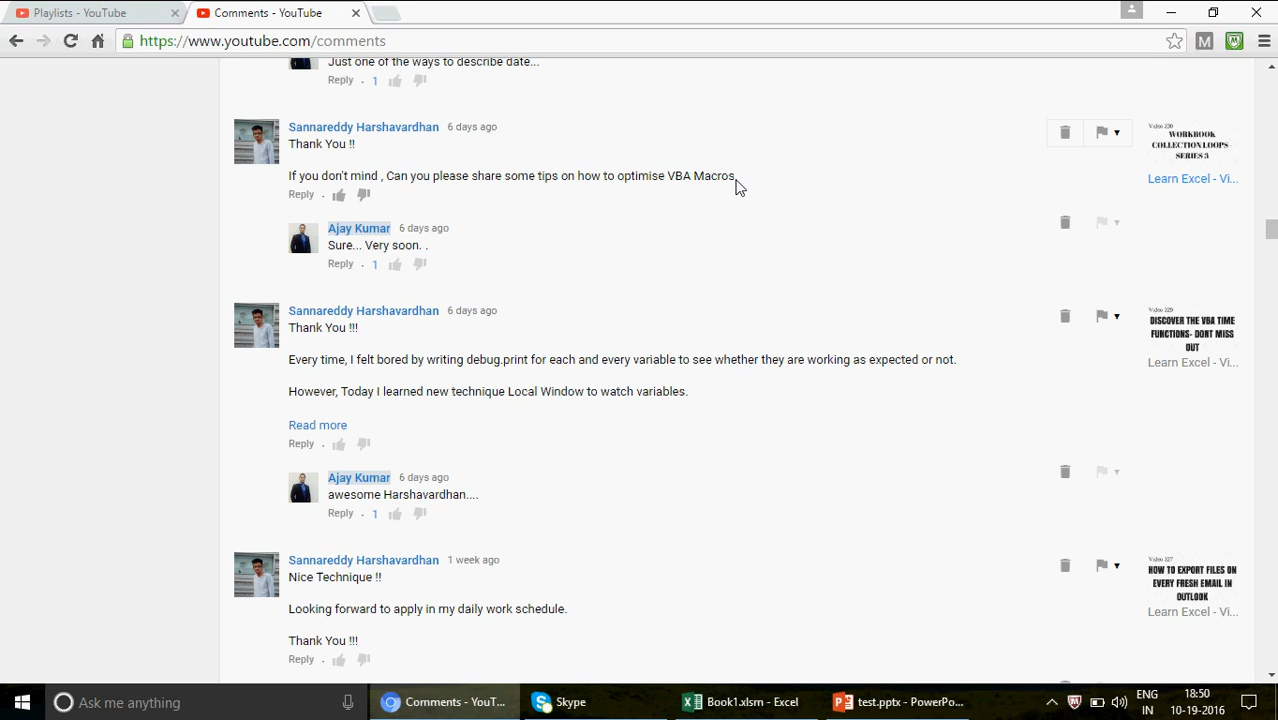 Playlists - YouTube
Comments - YouTube
https://www.youtube.com/comments
M
Just one of the ways to describe date...
Reply . 1
Sannareddy Harshavardhan 6 days ago
Thank You !!
If you don't mind , Can you please share some tips on how to optimise VBA Macros.
Reply .
Video 230
WORKBOOK
COLLECTION LOOPS
SERIES 3
Learn Excel - Vi...
Ajay Kumar 6 days ago
Sure... Very soon. .
Reply . 1
Sannareddy Harshavardhan 6 days ago
Thank You !!!
Every time, I felt bored by writing debug.print for each and every variable to see whether they are working as expected or not.
However, Today I learned new technique Local Window to watch variables.
Read more
Reply .
Video 229
DISCOVER THE VBA TIME
FUNCTIONS- DONT MISS
OUT
Learn Excel - Vi...
Ajay Kumar 6 days ago
awesome Harshavardhan....
Reply . 1
Sannareddy Harshavardhan 1 week ago
Nice Technique !!
Looking forward to apply in my daily work schedule.
Thank You !!!
Reply .
Video 227
HOW TO EXPORT FILES ON
EVERY FRESH EMAIL IN
OUTLOOK
Learn Excel - Vi...
Ask me anything
Comments - YouT...
Skype
Book1.xlsm - Excel
test.pptx - PowerPo...
ENG
IN
18:50
10-19-2016